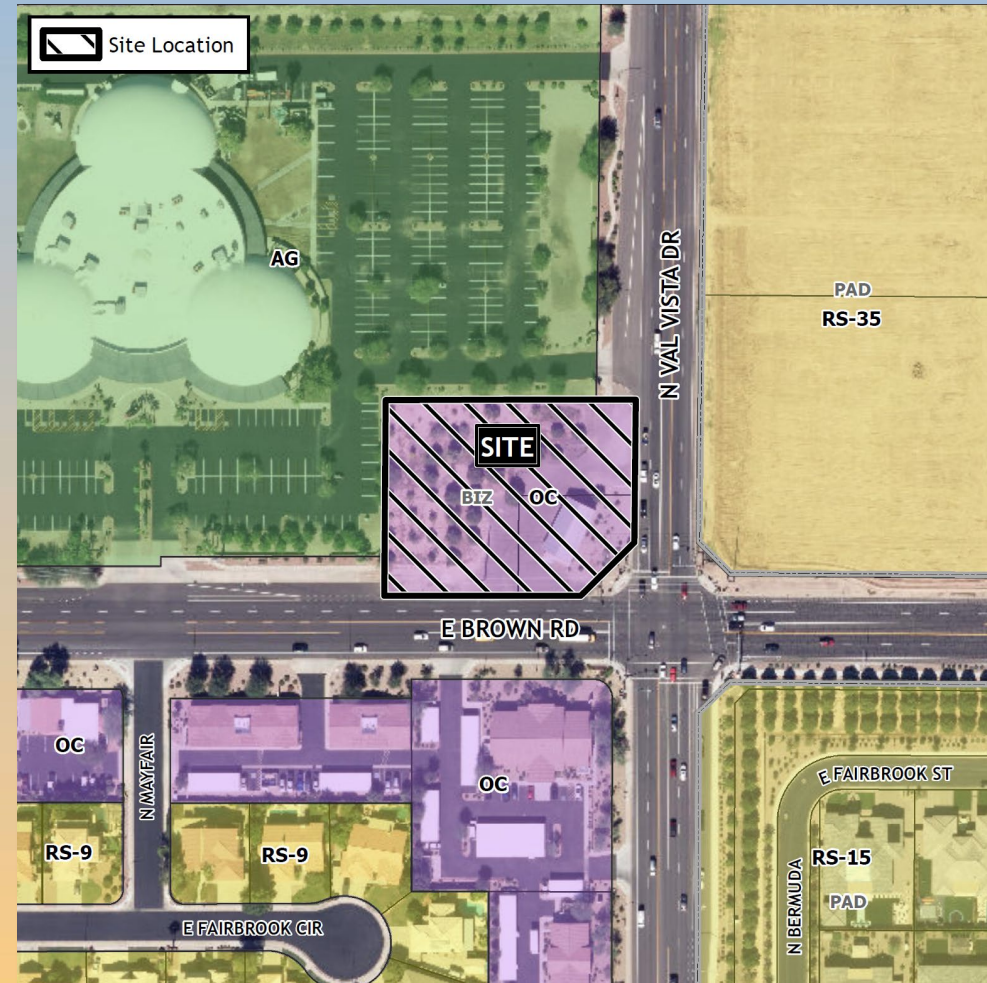 Site Location
AG
N VAL VISTA DR
PAD
RS-35
SITE
BIZ
OC
E BROWN RD
OC
N MAYFAIR
OC
E FAIRBROOK ST
RS-9
RS-9
RS-15
N BERMUDA
PAD
E FAIRBROOK CIR